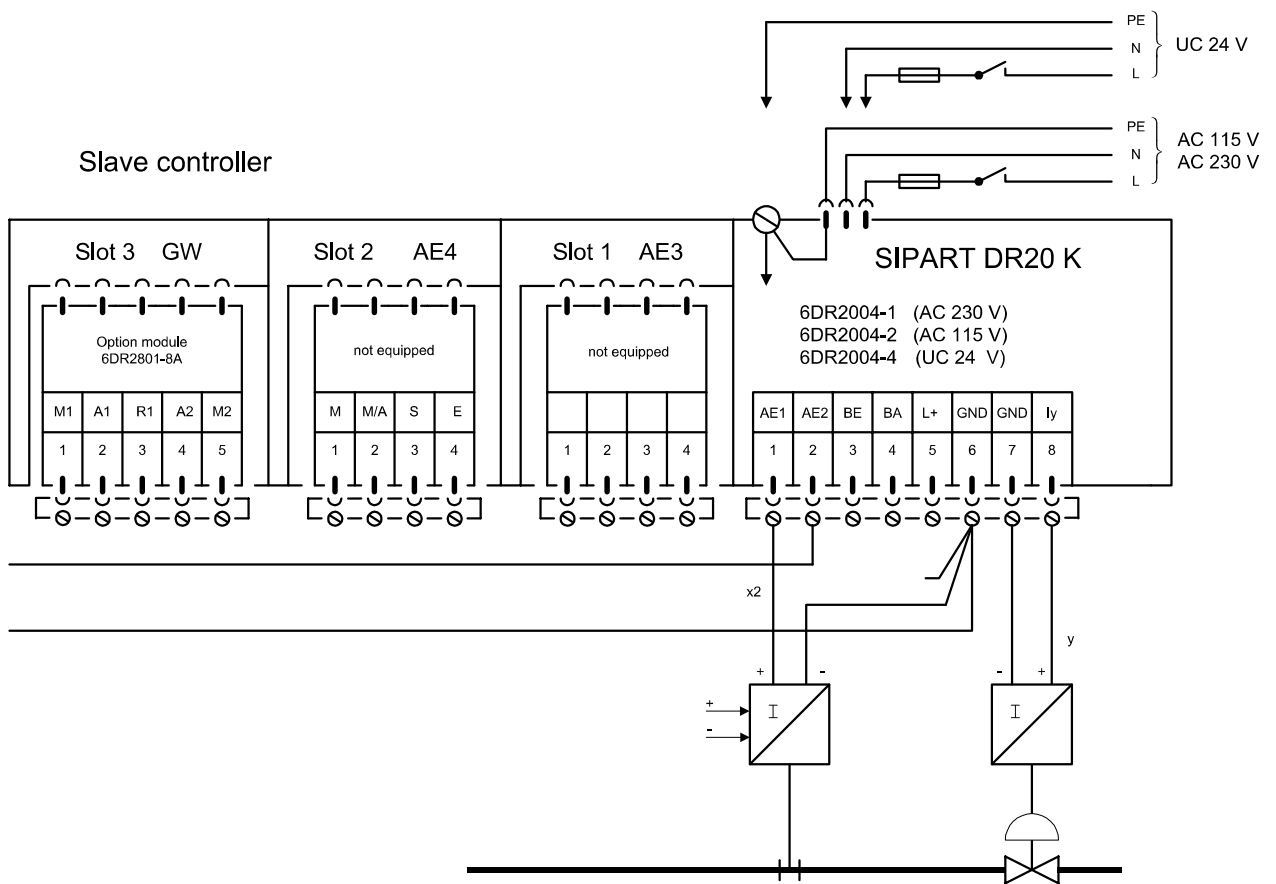 PE
N
L
UC 24 V
PE
N
L
AC 115 V
AC 230 V
Slave controller
Slot 3 GW
Slot 2 AE4
Slot 1 AE3
SIPART DR20 K
6DR2004-1 (AC 230 V)
6DR2004-2 (AC 115 V)
6DR2004-4 (UC 24 V)
Option module
6DR2801-8A
not equipped
not equipped
M1 A1 R1 A2 M2
M M/A S E
AE1 AE2 BE BA L+ GND GND Iy
1 2 3 4 5
1 2 3 4
1 2 3 4
1 2 3 4 5 6 7 8
x2
y
+ -
- +
+
-
I
I